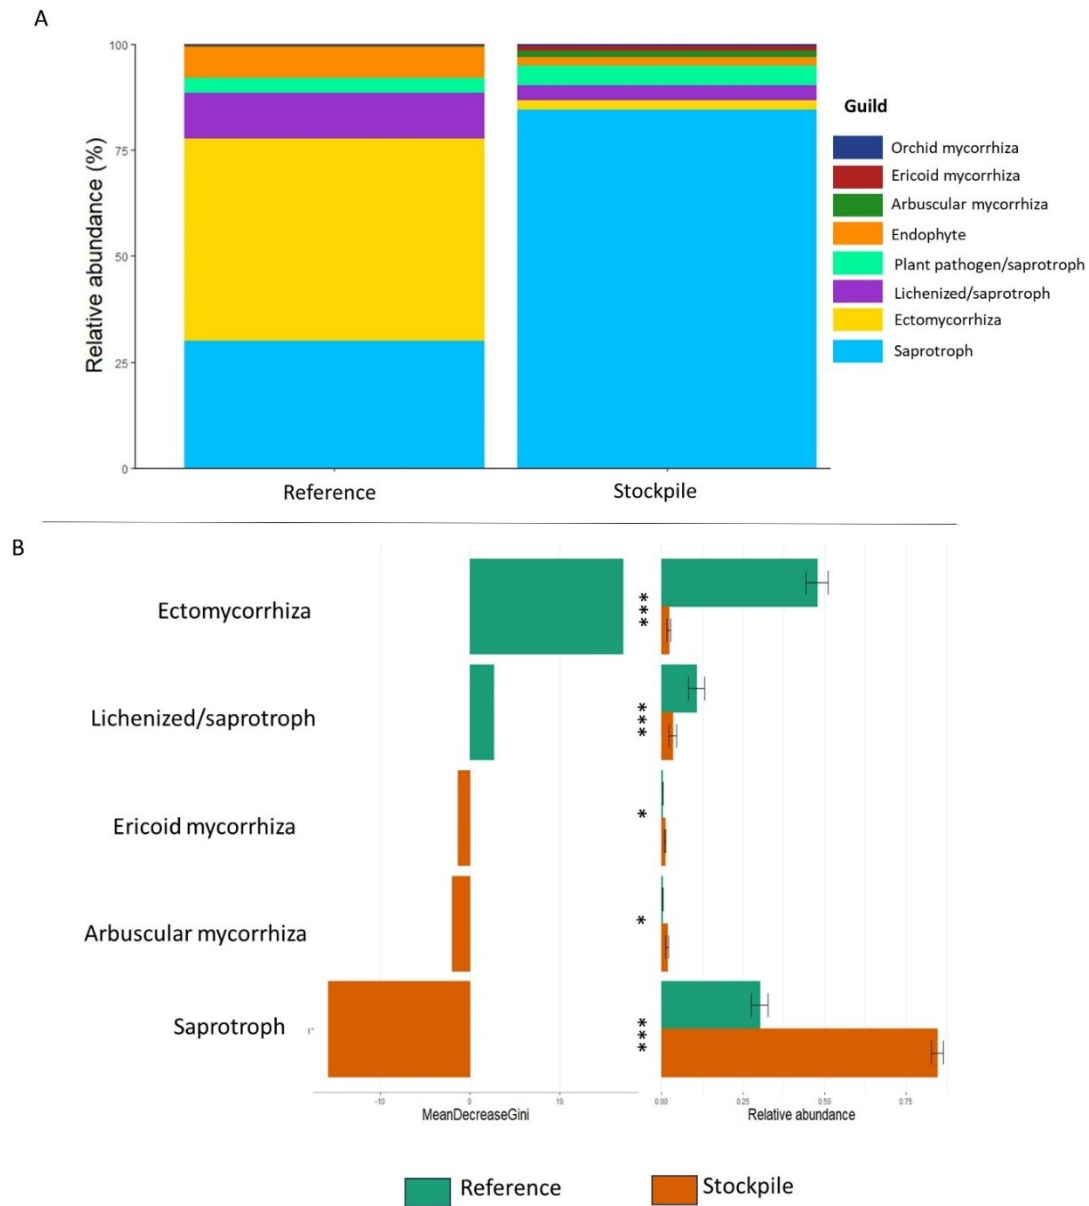 A
100
75
50
25
0
Relative abundance (%)
Reference
Stockpile
Guild
Orchid mycorrhiza
Ericoid mycorrhiza
Arbuscular mycorrhiza
Endophyte
Plant pathogen/saprotroph
Lichenized/saprotroph
Ectomycorrhiza
Saprotroph
B
Ectomycorrhiza
***
Lichenized/saprotroph
***
Ericoid mycorrhiza
*
Arbuscular mycorrhiza
*
Saprotroph
***
-10 0 10
MeanDecreaseGini
0.00 0.25 0.50 0.75
Relative abundance
Reference
Stockpile